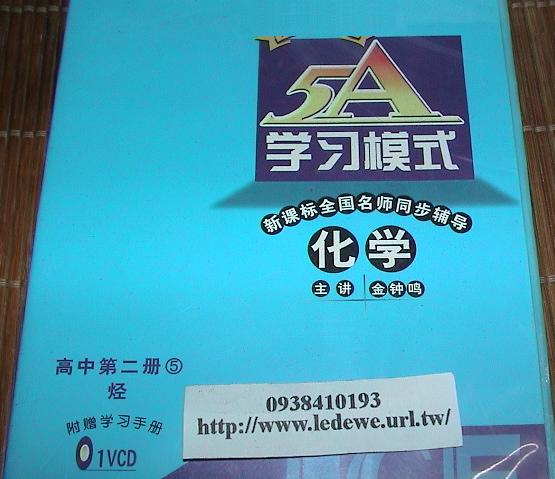 5A
学习模式
新课标全国名师同步辅导
化学
主讲 金钟鸣
高中第二册⑤
烃
附赠学习手册
1VCD
0938410193
http://www.ledewe.url.tw/